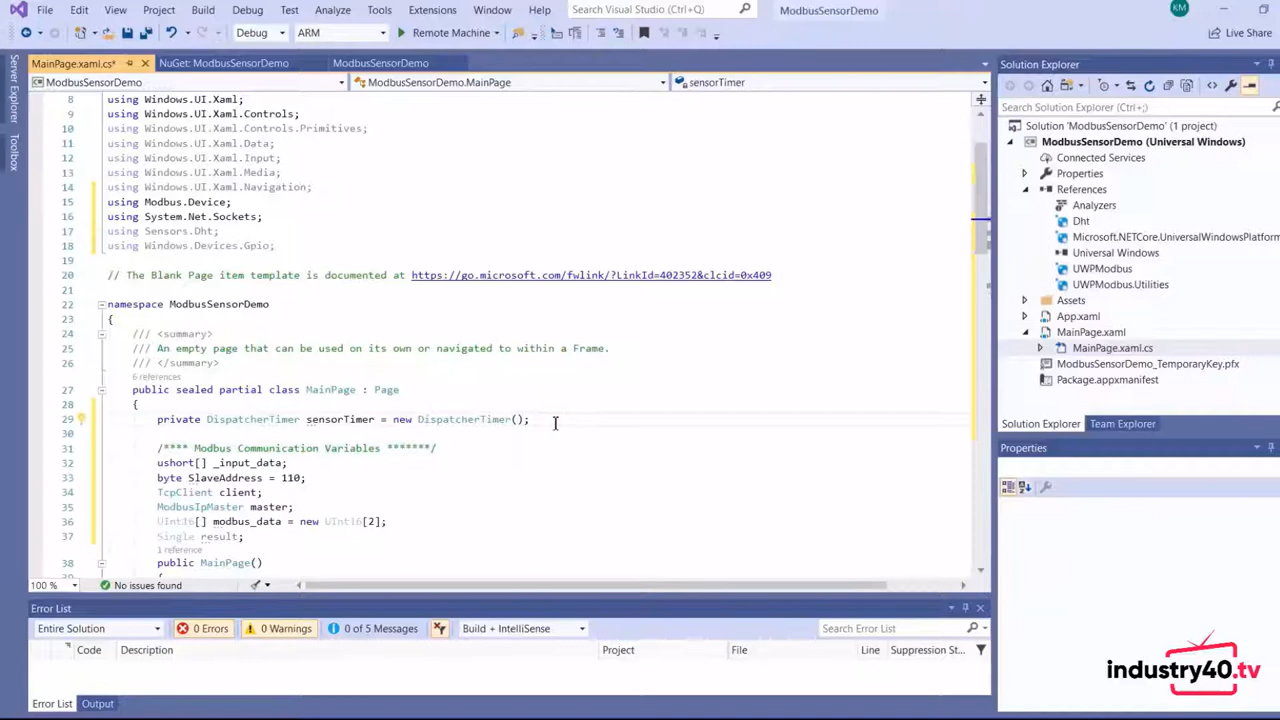 File Edit View Project Build Debug Test Analyze Tools Extensions Window Help Search Visual Studio (Ctrl+Q) ModbusSensorDemo KM
Debug ARM Remote Machine Live Share
Server Explorer
Toolbox
MainPage.xaml.cs* NuGet: ModbusSensorDemo ModbusSensorDemo
ModbusSensorDemo ModbusSensorDemo.MainPage sensorTimer
8 using Windows.UI.Xaml;
9 using Windows.UI.Xaml.Controls;
10 using Windows.UI.Xaml.Controls.Primitives;
11 using Windows.UI.Xaml.Data;
12 using Windows.UI.Xaml.Input;
13 using Windows.UI.Xaml.Media;
14 using Windows.UI.Xaml.Navigation;
15 using Modbus.Device;
16 using System.Net.Sockets;
17 using Sensors.Dht;
18 using Windows.Devices.Gpio;
19
20 // The Blank Page item template is documented at https://go.microsoft.com/fwlink/?LinkId=402352&clcid=0x409
21
22 namespace ModbusSensorDemo
23 {
24 /// <summary>
25 /// An empty page that can be used on its own or navigated to within a Frame.
26 /// </summary>
6 references
27 public sealed partial class MainPage : Page
28 {
29 private DispatcherTimer sensorTimer = new DispatcherTimer();
30
31 /**** Modbus Communication Variables *******/
32 ushort[] _input_data;
33 byte SlaveAddress = 110;
34 TcpClient client;
35 ModbusIpMaster master;
36 UInt16[] modbus_data = new UInt16[2];
37 Single result;
1 reference
38 public MainPage()
39 {
100 % No issues found
Error List
Entire Solution 0 Errors 0 Warnings 0 of 5 Messages Build + IntelliSense Search Error List
Code Description Project File Line Suppression St...
Error List Output
Solution Explorer
Search Solution Explorer (Ctrl+;)
Solution 'ModbusSensorDemo' (1 project)
ModbusSensorDemo (Universal Windows)
Connected Services
Properties
References
Analyzers
Dht
Microsoft.NETCore.UniversalWindowsPlatform
Universal Windows
UWPModbus
UWPModbus.Utilities
Assets
App.xaml
MainPage.xaml
MainPage.xaml.cs
ModbusSensorDemo_TemporaryKey.pfx
Package.appxmanifest
Solution Explorer Team Explorer
Properties
industry40.tv